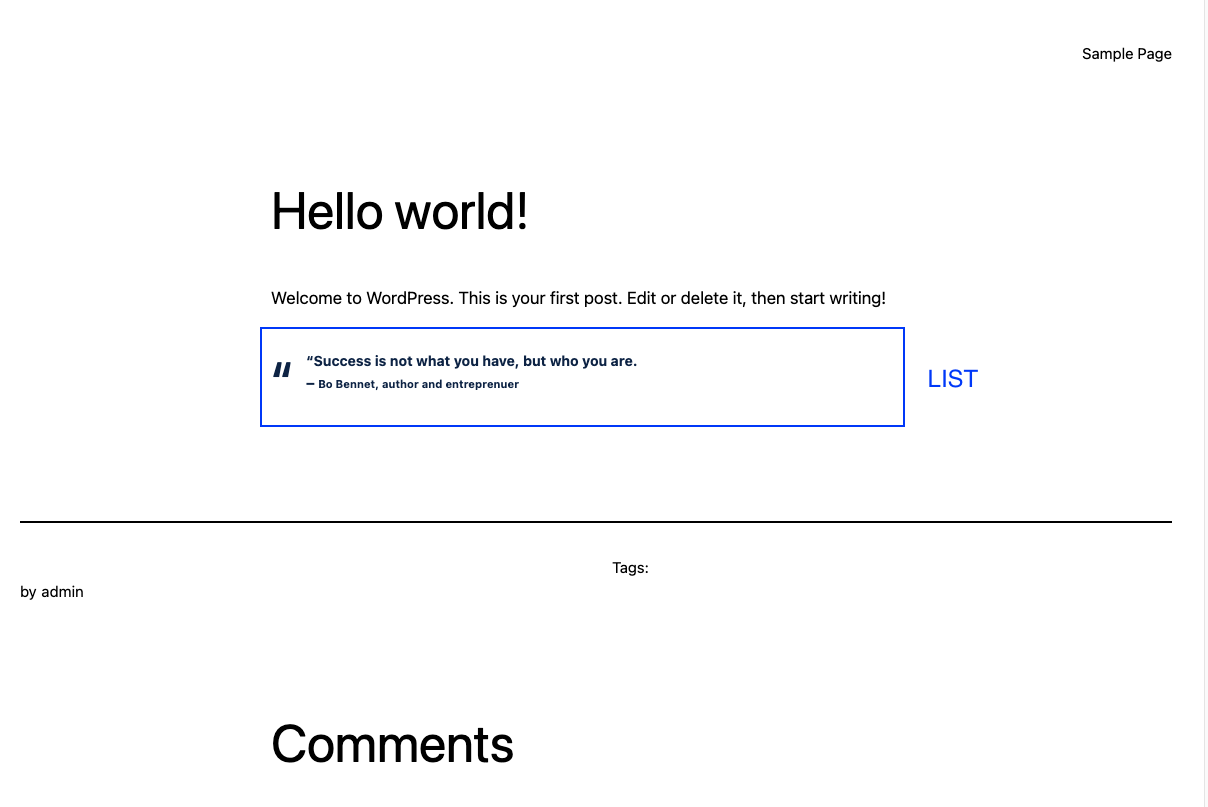 Sample Page
Hello world!
Welcome to WordPress. This is your first post. Edit or delete it, then start writing!
“Success is not what you have, but who you are.
— Bo Bennet, author and entreprenuer
LIST
Tags:
by admin
Comments